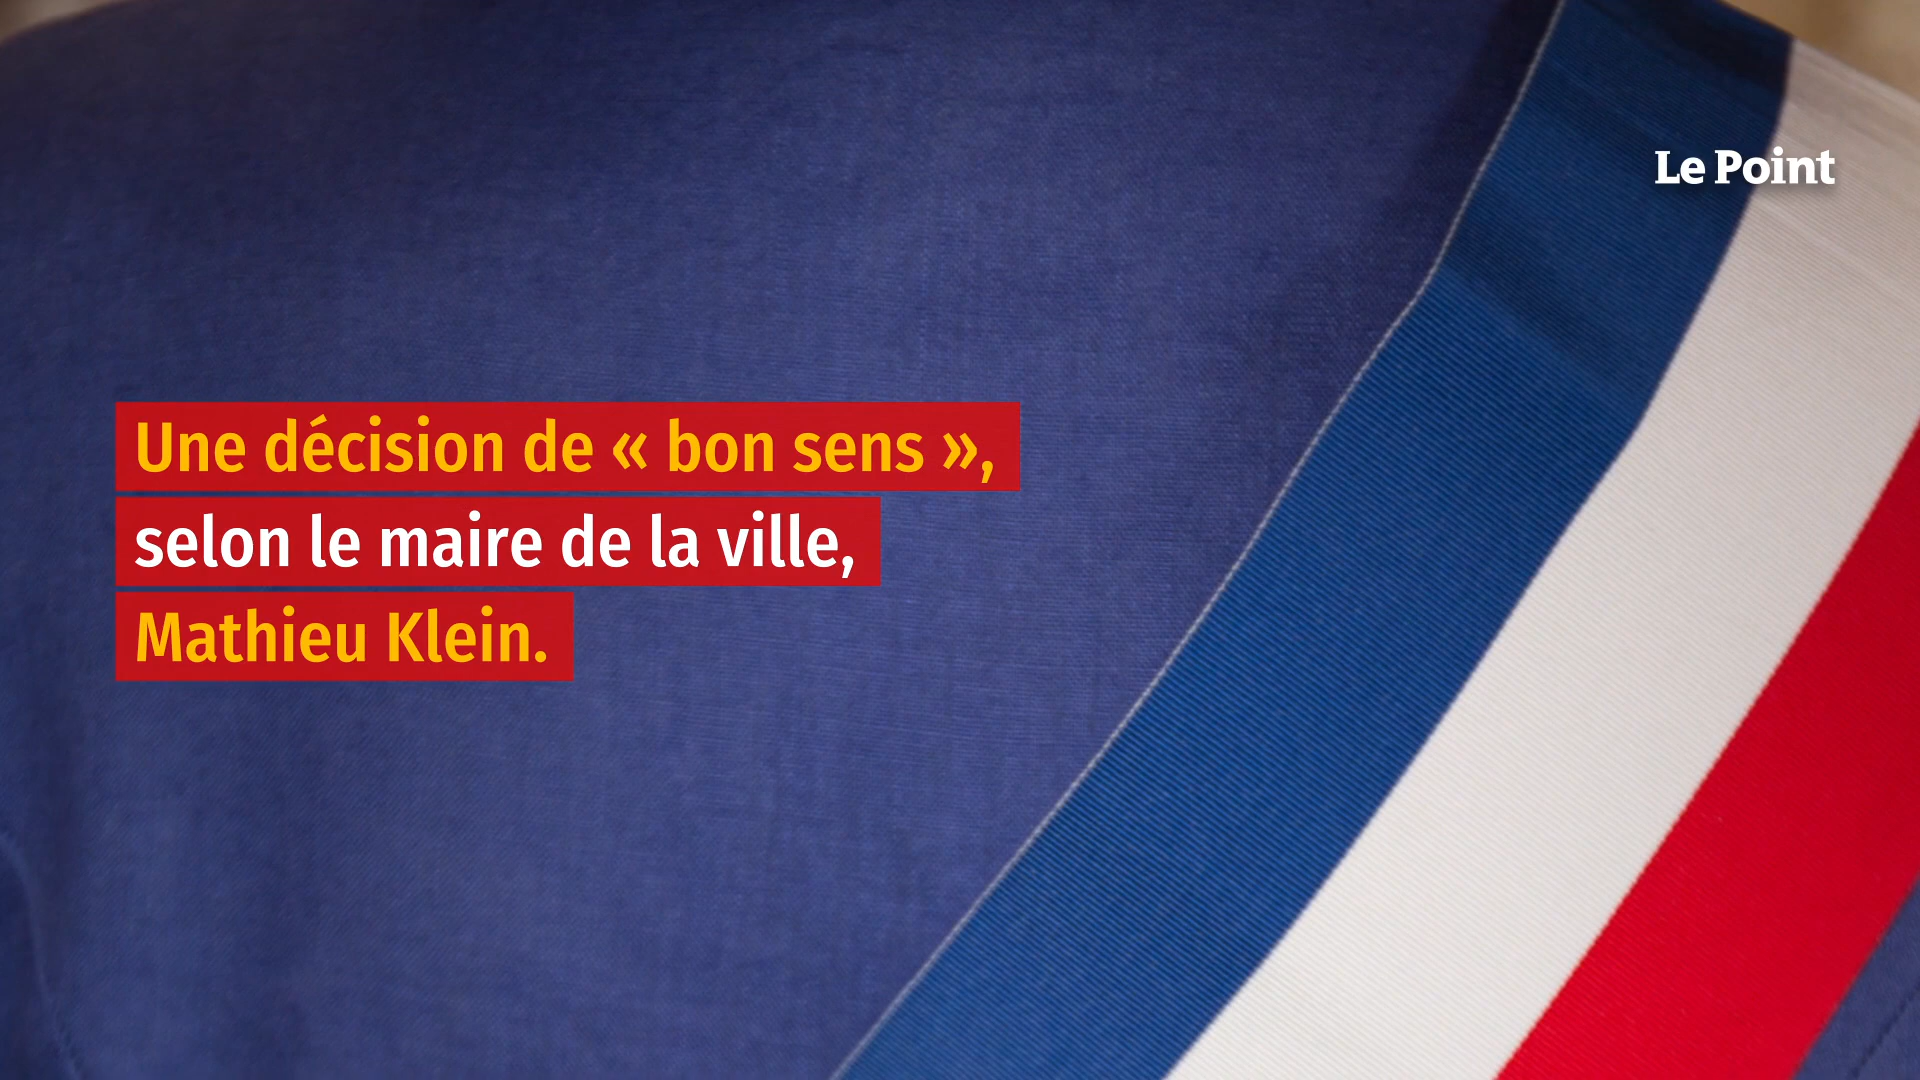 Le Point
Une décision de « bon sens »,
selon le maire de la ville,
Mathieu Klein.